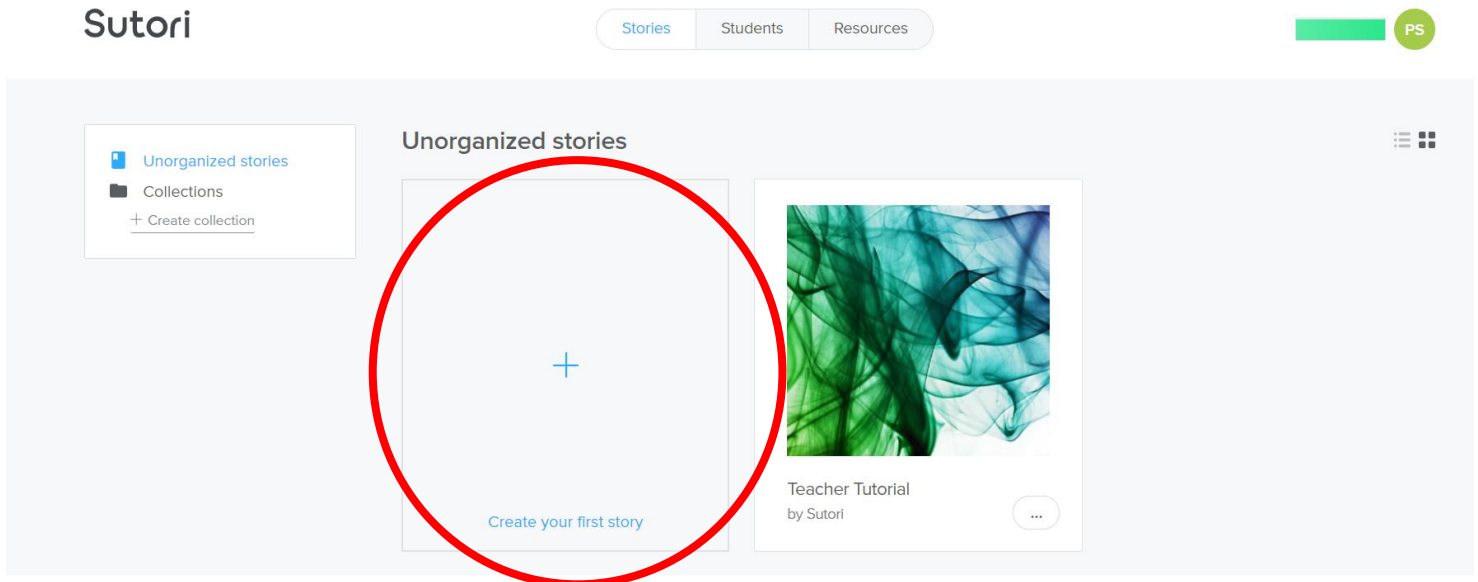 Sutori
Stories Students Resources
PS
Unorganized stories
Collections
+ Create collection
Unorganized stories
+
Create your first story
Teacher Tutorial
by Sutori
...